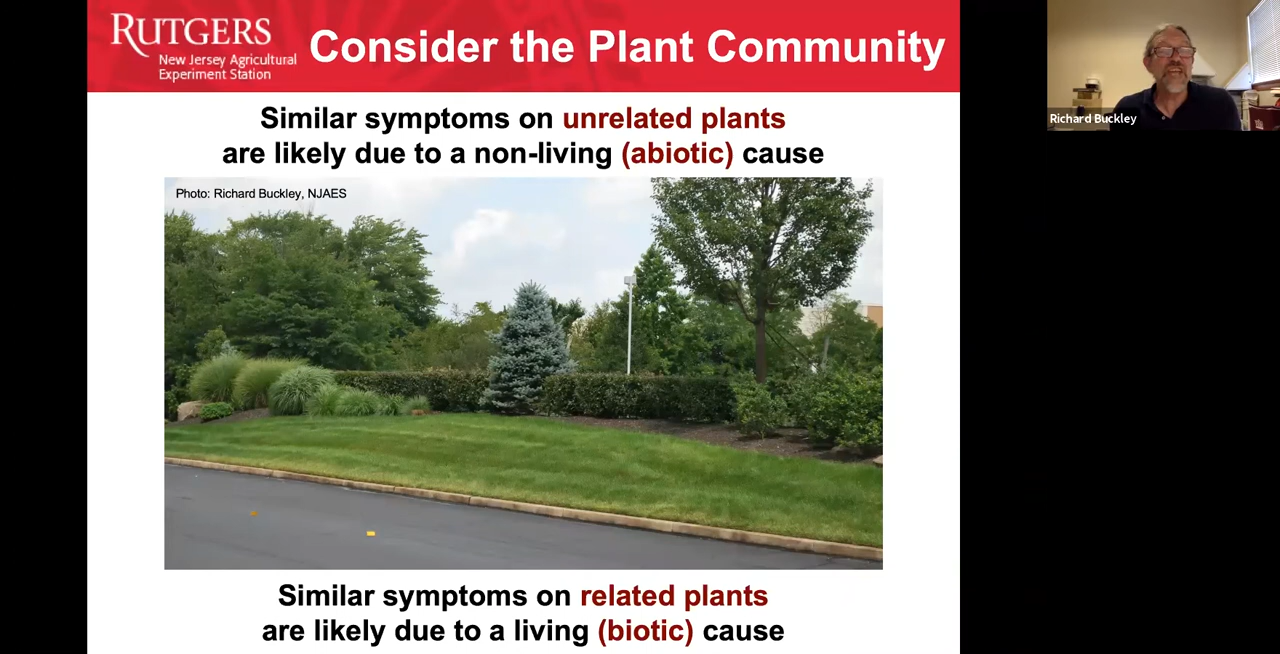 RUTGERS
New Jersey Agricultural
Experiment Station
Consider the Plant Community
Similar symptoms on unrelated plants
are likely due to a non-living (abiotic) cause
Photo: Richard Buckley, NJAES
Similar symptoms on related plants
are likely due to a living (biotic) cause
Richard Buckley